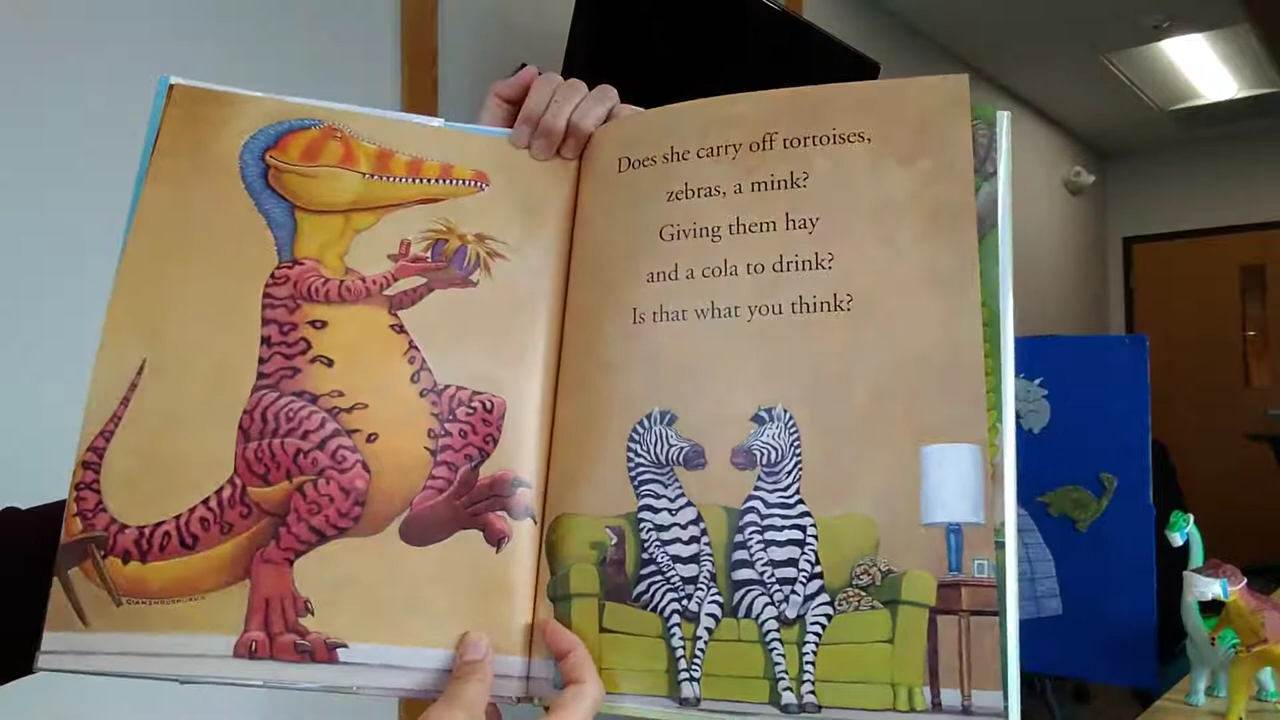 Does she carry off tortoises,
zebras, a mink?
Giving them hay
and a cola to drink?
Is that what you think?